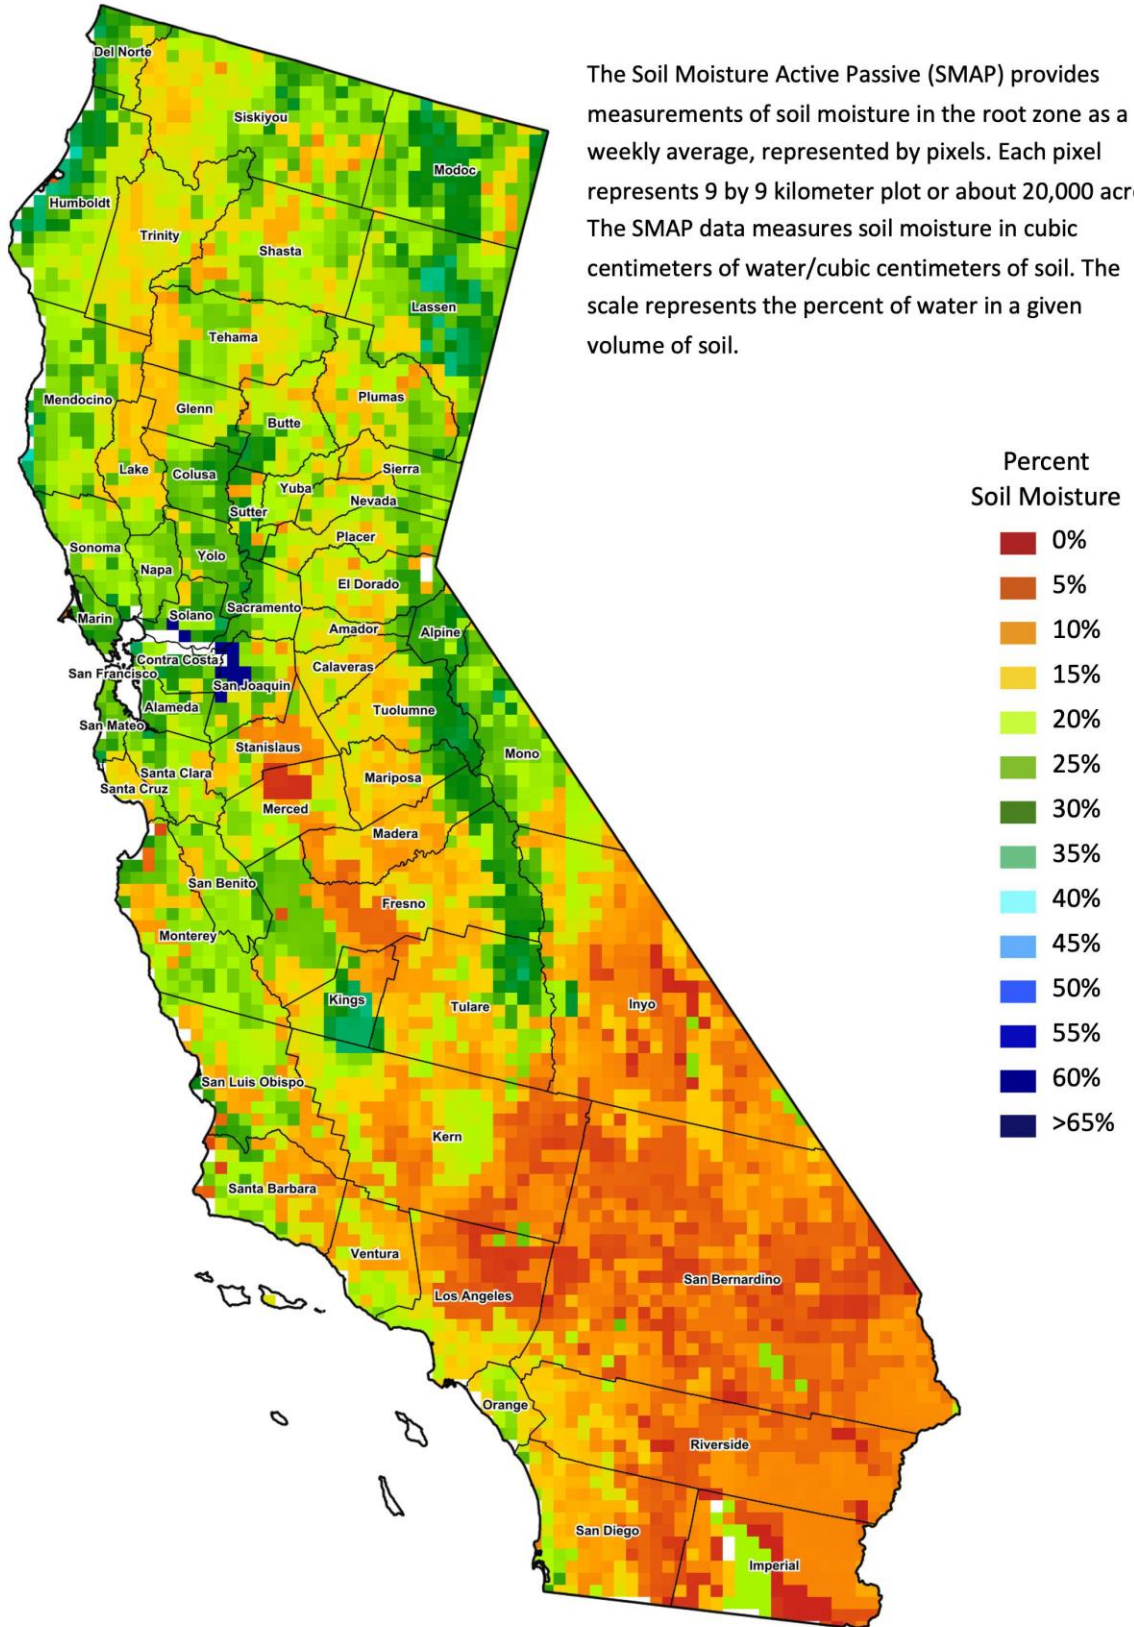 The Soil Moisture Active Passive (SMAP) provides
measurements of soil moisture in the root zone as a
weekly average, represented by pixels. Each pixel
represents 9 by 9 kilometer plot or about 20,000 acre
The SMAP data measures soil moisture in cubic
centimeters of water/cubic centimeters of soil. The
scale represents the percent of water in a given
volume of soil.
Percent
Soil Moisture
0%
5%
10%
15%
20%
25%
30%
35%
40%
45%
50%
55%
60%
>65%
Del Norte
Siskiyou
Modoc
Humboldt
Trinity
Shasta
Lassen
Tehama
Mendocino
Glenn
Plumas
Butte
Lake
Colusa
Sierra
Yuba
Nevada
Sutter
Placer
Sonoma
Yolo
Napa
El Dorado
Sacramento
Marin
Solano
Amador
Alpine
Contra Costa
Calaveras
San Francisco
San Joaquin
Alameda
Tuolumne
San Mateo
Stanislaus
Mono
Santa Clara
Mariposa
Santa Cruz
Merced
Madera
San Benito
Fresno
Monterey
Kings
Tulare
Inyo
San Luis Obispo
Kern
Santa Barbara
Ventura
San Bernardino
Los Angeles
Orange
Riverside
San Diego
Imperial